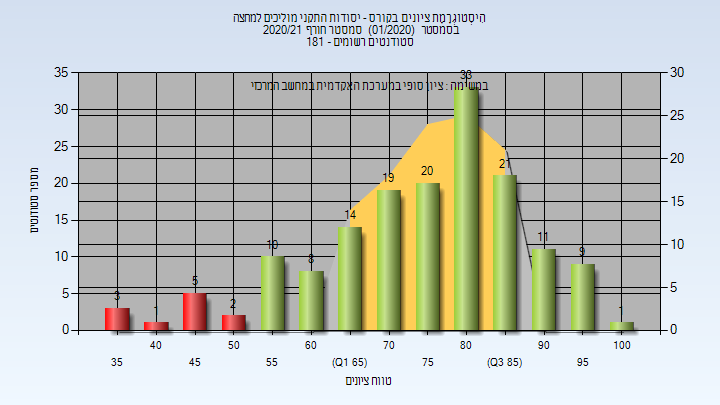 היסטוגרמת ציונים בקורס - יסודות התקני מוליכים למחצה
בסמסטר (01/2020) סמסטר חורף 2020/21
סטודנטים רשומים - 181
במשימה : ציון סופי במערכת האקדמית במחשב המרכזי
מספר סטודנטים
35 30 25 20 15 10 5 0
30 25 20 15 10 5 0
3 1 5 2 10 8 14 19 20 33 21 11 9 1
40 50 60 70 80 90 100
35 45 55 (Q1 65) 75 (Q3 85) 95
טווח ציונים